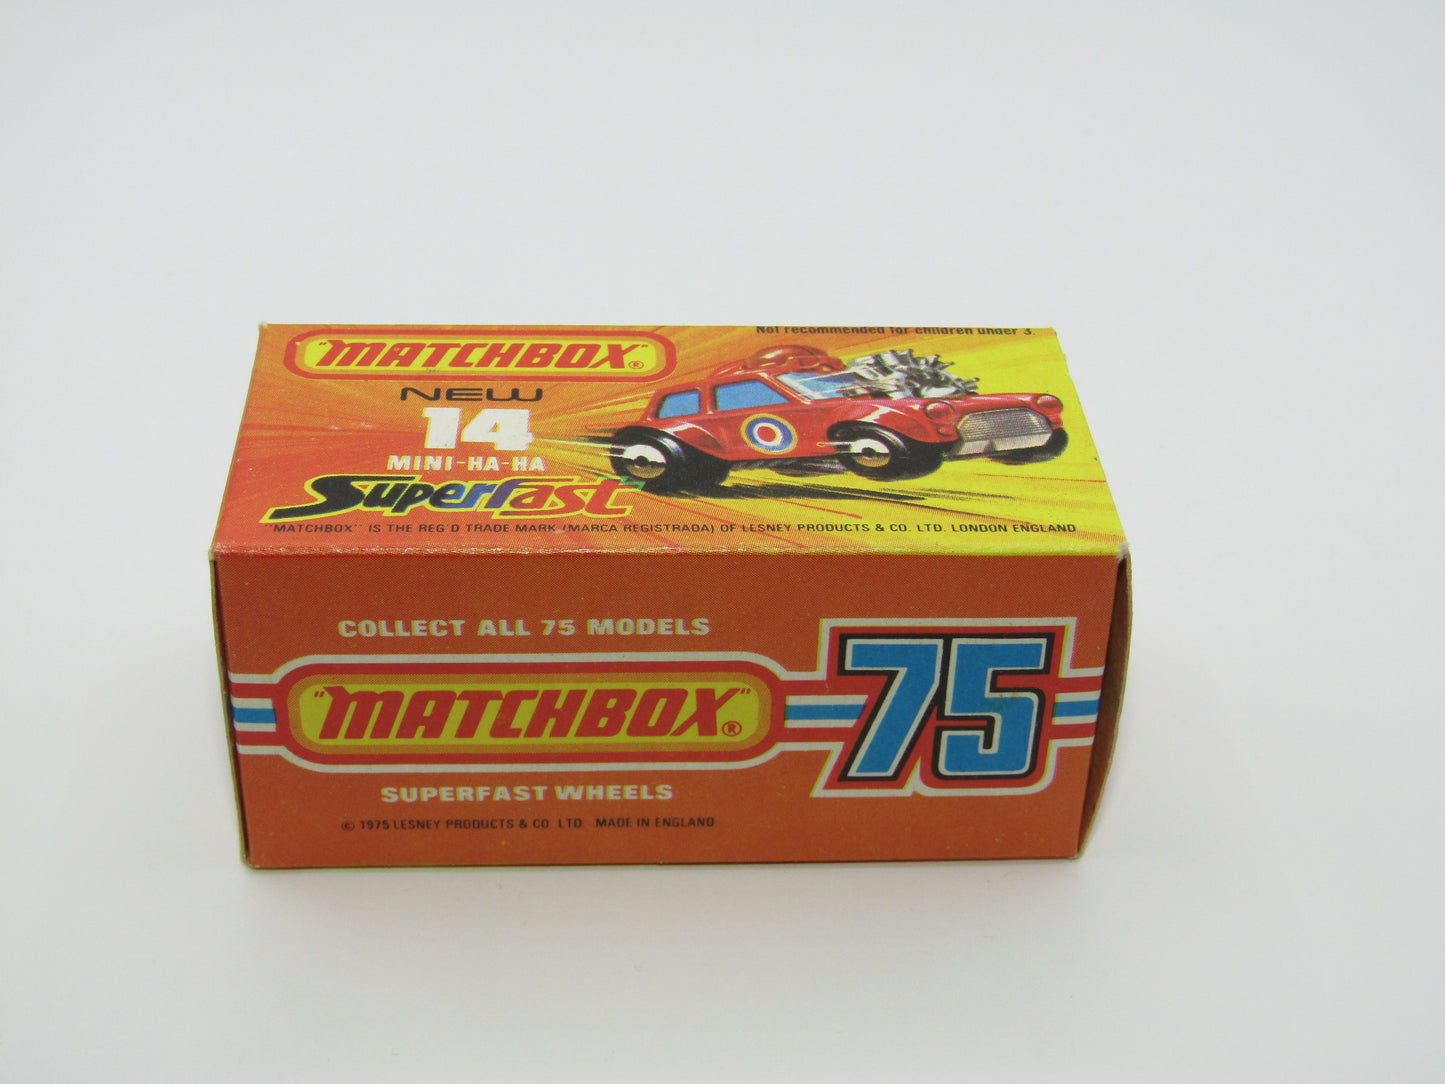 Not recommended for children under 3.
"MATCHBOX"®
NEW
14
MINI-HA-HA
Superfast
"MATCHBOX" IS THE REG'D TRADE MARK (MARCA REGISTRADA) OF LESNEY PRODUCTS & CO. LTD. LONDON ENGLAND
COLLECT ALL 75 MODELS
"MATCHBOX"®
75
SUPERFAST WHEELS
© 1975 LESNEY PRODUCTS & CO. LTD. MADE IN ENGLAND